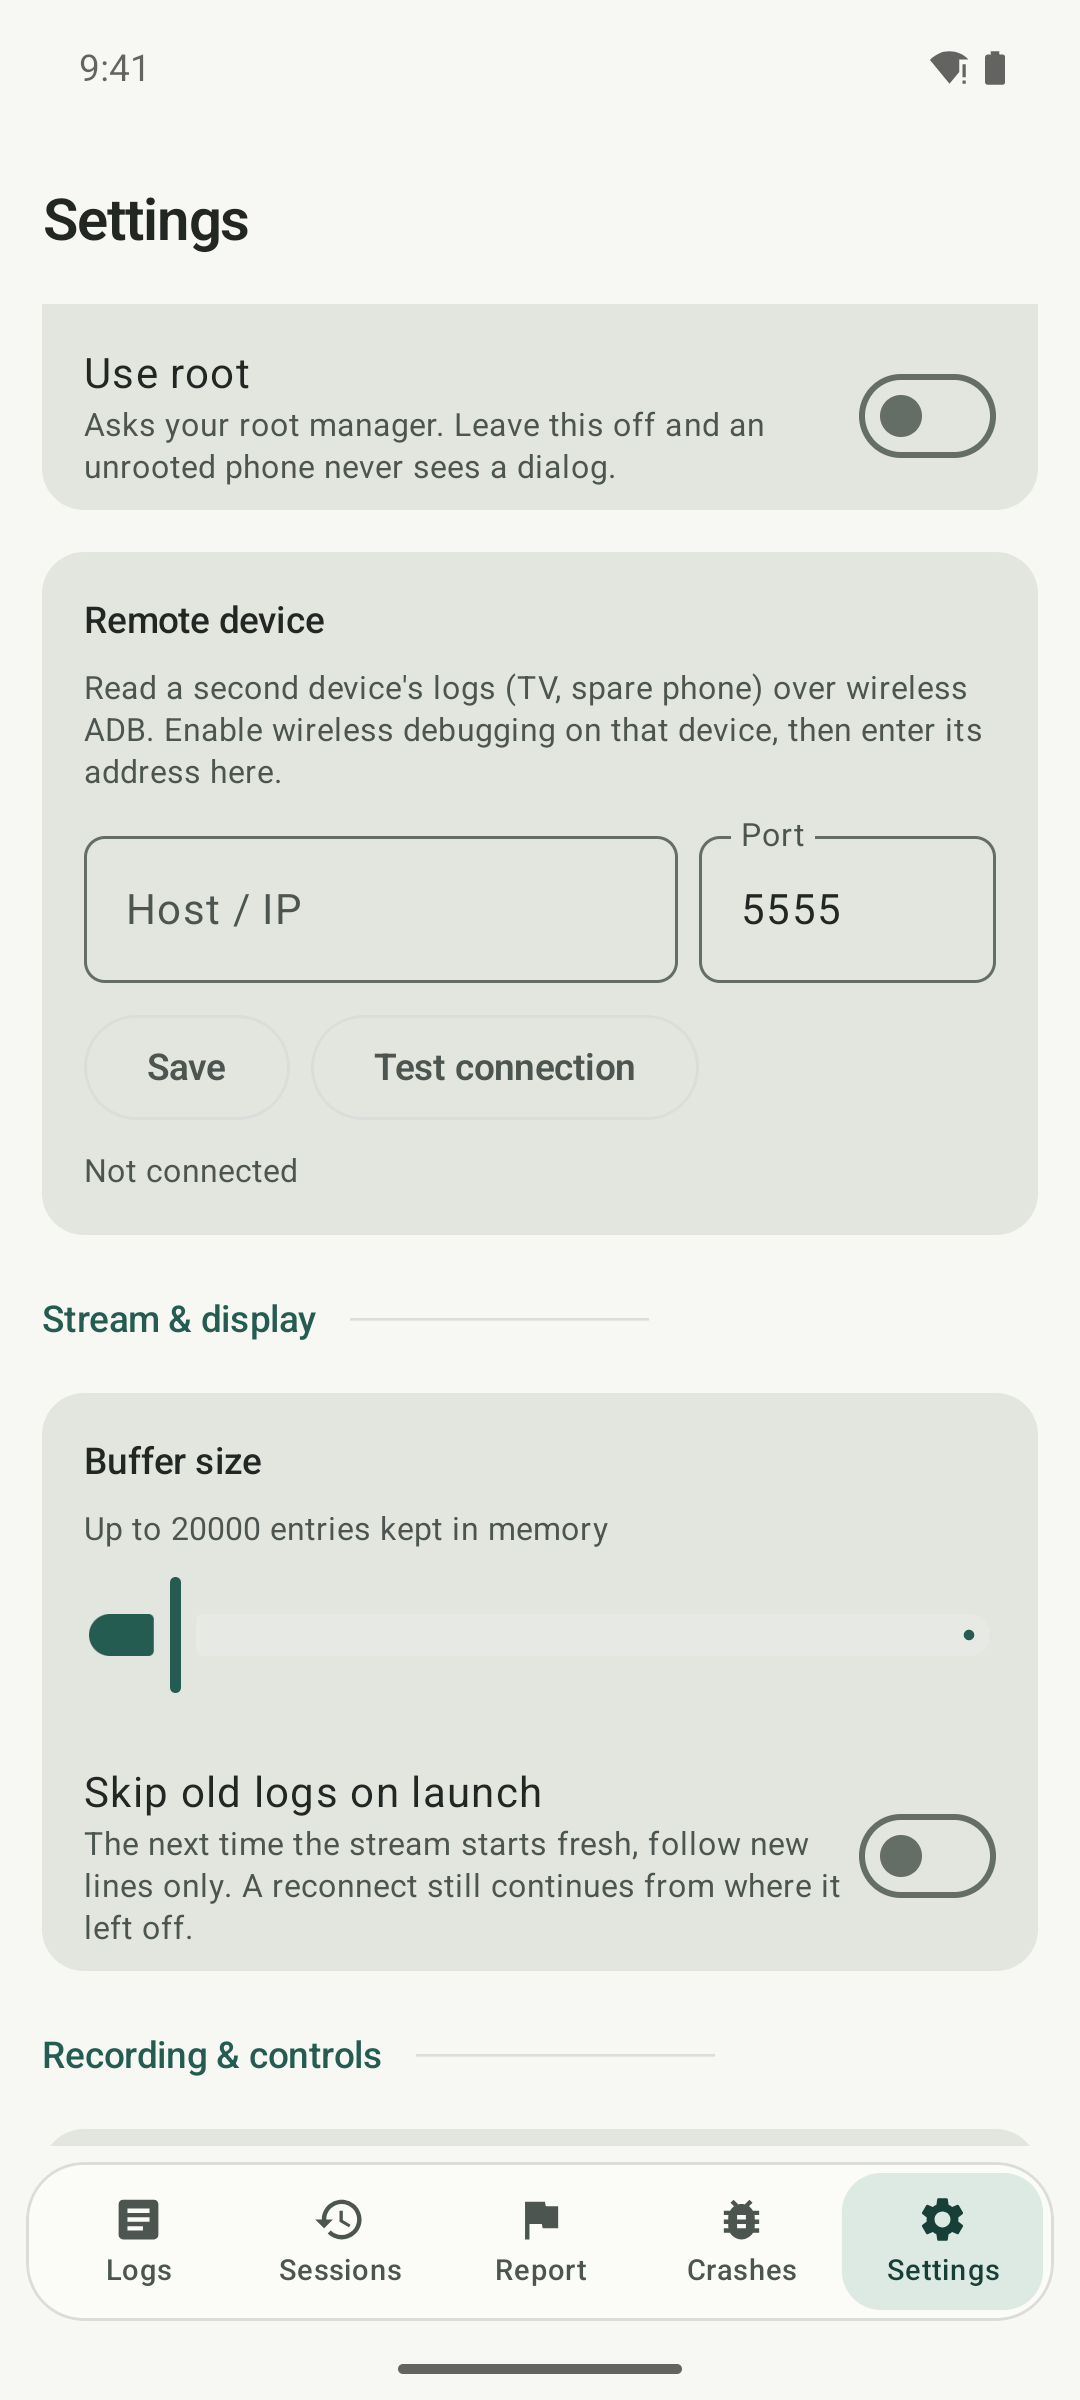 9:41
Settings
Use root
Asks your root manager. Leave this off and an
unrooted phone never sees a dialog.
Remote device
Read a second device's logs (TV, spare phone) over wireless
ADB. Enable wireless debugging on that device, then enter its
address here.
Port
Host / IP
5555
Save
Test connection
Not connected
Stream & display
Buffer size
Up to 20000 entries kept in memory
Skip old logs on launch
The next time the stream starts fresh, follow new
lines only. A reconnect still continues from where it
left off.
Recording & controls
Logs
Sessions
Report
Crashes
Settings